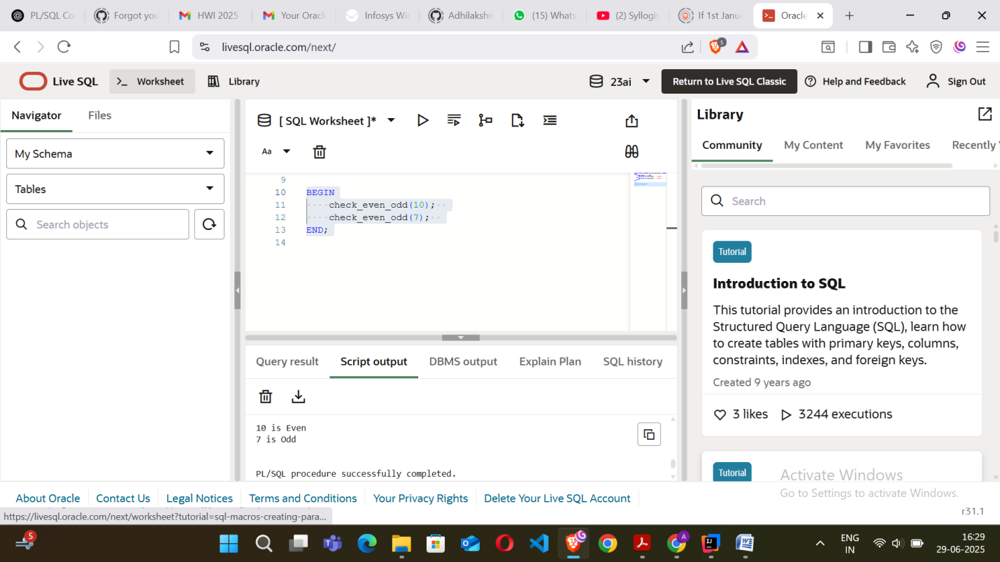 PL/SQL Co
Forgot you
HWI 2025
Your Oracl
Infosys Wi
Adhilakshm
(15) Whats
(2) Syllogis
If 1st Janua
Oracle
livesql.oracle.com/next/
5
Live SQL
Worksheet
Library
23ai
Return to Live SQL Classic
Help and Feedback
Sign Out
Navigator
Files
My Schema
Tables
Search objects
[ SQL Worksheet ]*
Aa
9
10 BEGIN
11 ····check_even_odd(10);··
12 ····check_even_odd(7);··
13 END;
14
Query result
Script output
DBMS output
Explain Plan
SQL history
10 is Even
7 is Odd
PL/SQL procedure successfully completed.
Library
Community
My Content
My Favorites
Recently
Search
Tutorial
Introduction to SQL
This tutorial provides an introduction to the
Structured Query Language (SQL), learn how
to create tables with primary keys, columns,
constraints, indexes, and foreign keys.
Created 9 years ago
3 likes
3244 executions
Tutorial
Activate Windows
Go to Settings to activate Windows.
About Oracle
Contact Us
Legal Notices
Terms and Conditions
Your Privacy Rights
Delete Your Live SQL Account
r31.1
https://livesql.oracle.com/next/worksheet?tutorial=sql-macros-creating-para...
5
ENG
IN
16:29
29-06-2025